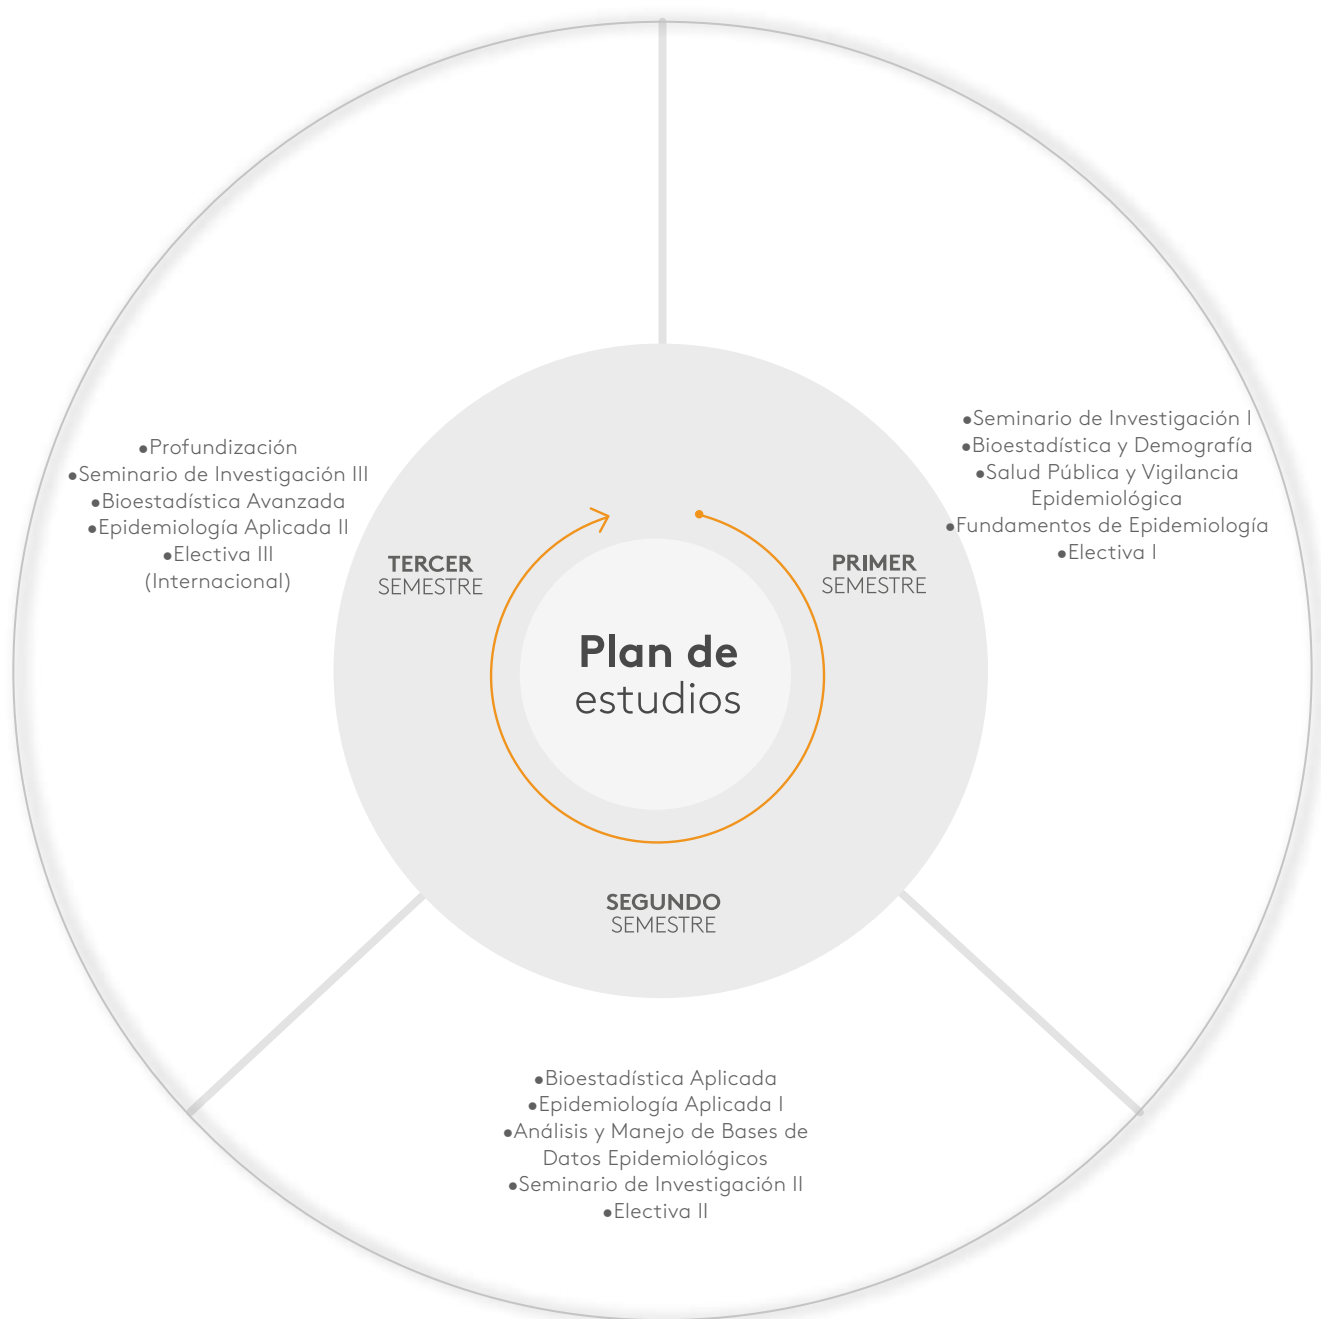 Plan de
estudios
PRIMER
SEMESTRE
•Seminario de Investigación I
•Bioestadística y Demografía
•Salud Pública y Vigilancia
Epidemiológica
•Fundamentos de Epidemiología
•Electiva I
SEGUNDO
SEMESTRE
•Bioestadística Aplicada
•Epidemiología Aplicada I
•Análisis y Manejo de Bases de
Datos Epidemiológicos
•Seminario de Investigación II
•Electiva II
TERCER
SEMESTRE
•Profundización
•Seminario de Investigación III
•Bioestadística Avanzada
•Epidemiología Aplicada II
•Electiva III
(Internacional)